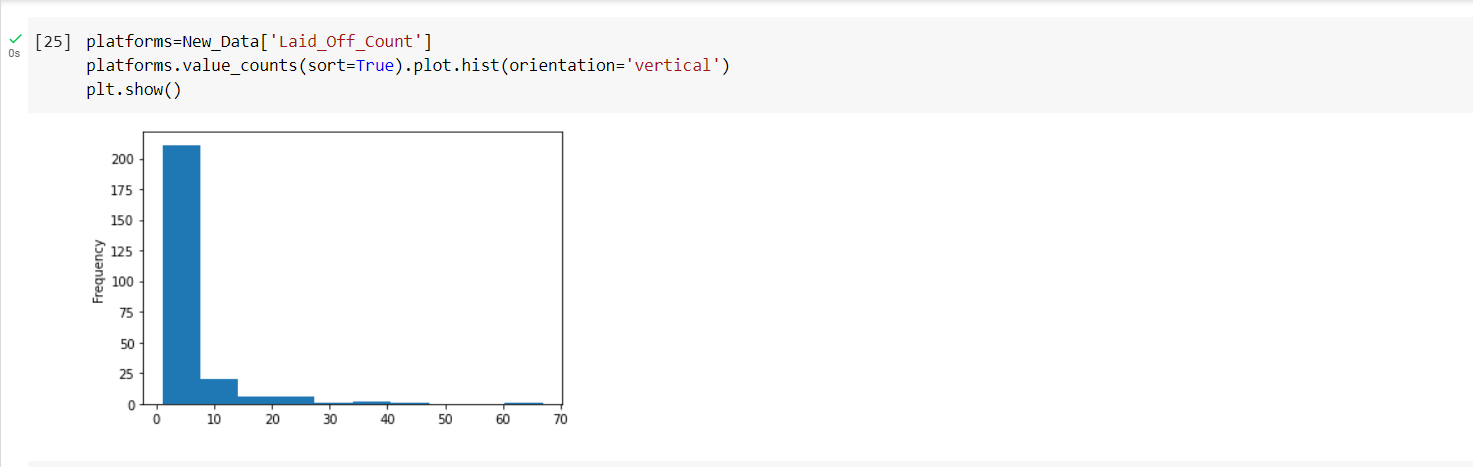 [25] platforms=New_Data['Laid_Off_Count']
0s
platforms.value_counts(sort=True).plot.hist(orientation='vertical')
plt.show()
Frequency
200
175
150
125
100
75
50
25
0
0 10 20 30 40 50 60 70